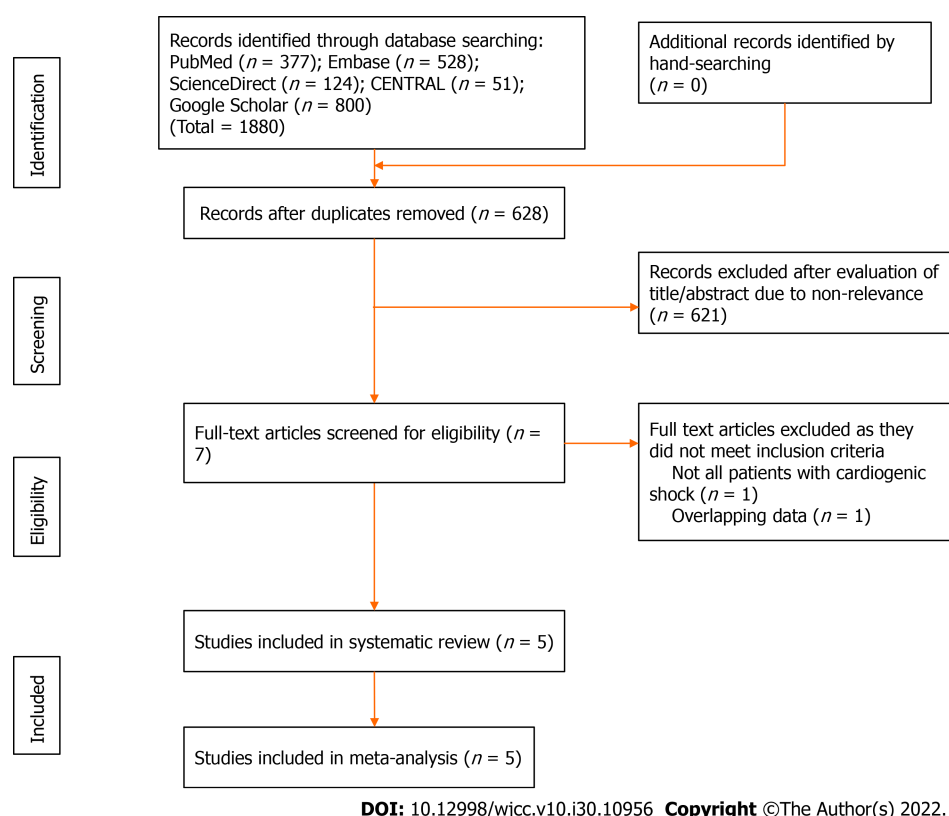 Identification
Records identified through database searching:
PubMed (n = 377); Embase (n = 528);
ScienceDirect (n = 124); CENTRAL (n = 51);
Google Scholar (n = 800)
(Total = 1880)
Additional records identified by
hand-searching
(n = 0)
Records after duplicates removed (n = 628)
Screening
Records excluded after evaluation of
title/abstract due to non-relevance
(n = 621)
Eligibility
Full-text articles screened for eligibility (n =
7)
Full text articles excluded as they
did not meet inclusion criteria
Not all patients with cardiogenic
shock (n = 1)
Overlapping data (n = 1)
Included
Studies included in systematic review (n = 5)
Studies included in meta-analysis (n = 5)
DOI: 10.12998/wjcc.v10.i30.10956 Copyright ©The Author(s) 2022.